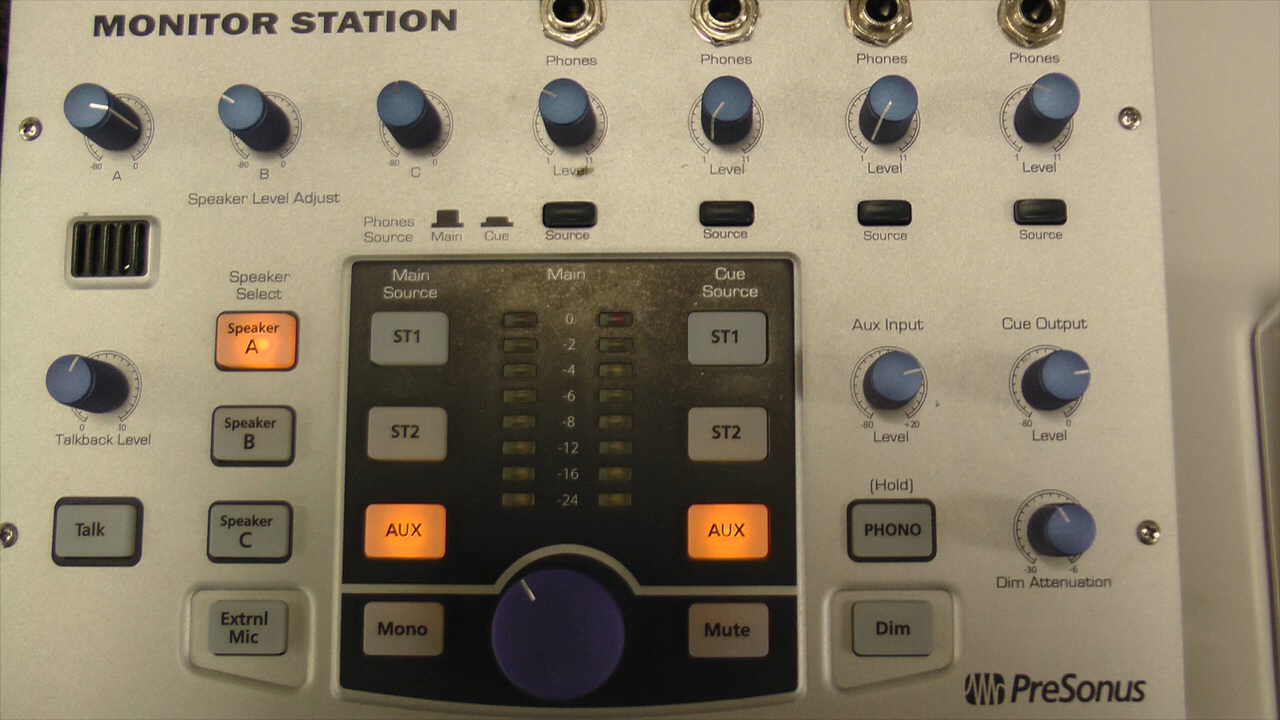 MONITOR STATION
Phones
Phones
Phones
Phones
-80 0
A
-80 0
B
-80 0
C
1 11
Level
1 11
Level
1 11
Level
1 11
Level
Speaker Level Adjust
Phones
Source
Main
Cue
Source
Source
Source
Source
Speaker
Select
Main
Source
Main
Cue
Source
Speaker
A
ST1
0
-2
-4
-6
-8
-12
-16
-24
ST1
Aux Input
Cue Output
0 10
Talkback Level
Speaker
B
ST2
ST2
-80 +20
Level
-80 0
Level
Talk
Speaker
C
AUX
AUX
(Hold)
PHONO
-30 -6
Dim Attenuation
Extrnl
Mic
Mono
Mute
Dim
PreSonus